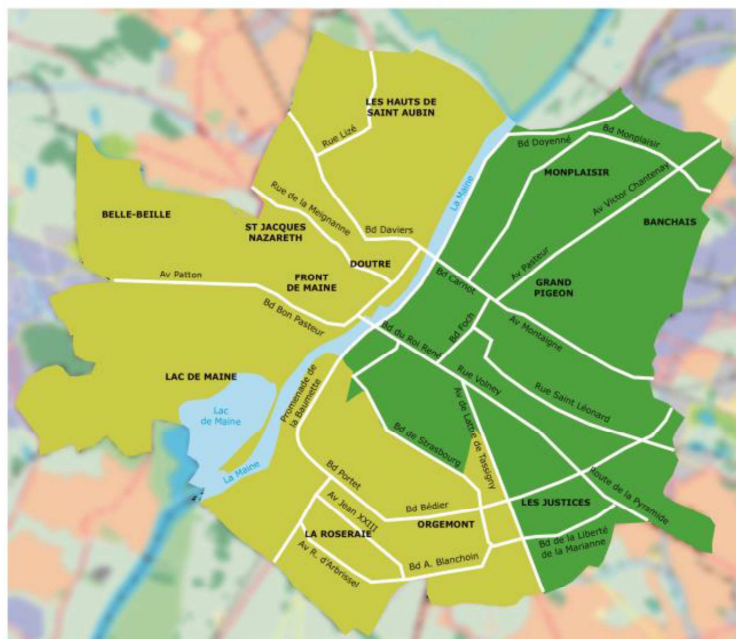 LES HAUTS DE
SAINT AUBIN
Rue Lizé
Bd Doyenné
Bd Monplaisir
MONPLAISIR
Av Victor Chantenay
La Maine
BELLE-BEILLE
Rue de la Meignanne
BANCHAIS
ST JACQUES
NAZARETH
Bd Daviers
DOUTRE
Av Pasteur
FRONT
DE MAINE
Av Patton
Bd Carnot
GRAND
PIGEON
Bd Bon Pasteur
Bd du Roi René
Bd Foch
Av Montaigne
LAC DE MAINE
Rue Volney
Rue Saint Léonard
Promenade de
la Baumette
Lac
de Maine
Av de Lattre de Tassigny
Bd de Strasbourg
La Maine
Bd Portet
Route de la Pyramide
Av Jean XXIII
Bd Bédier
LES JUSTICES
ORGEMONT
LA ROSERAIE
Bd de la Liberté
de la Marianne
Av R. d'Arbrissel
Bd A. Blanchoin